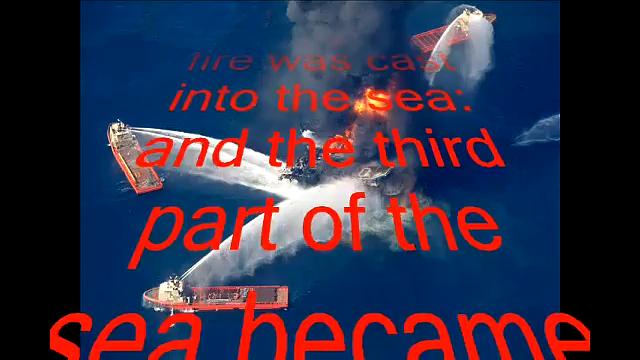 fire was cast
into the sea:
and the third
part of the
sea became